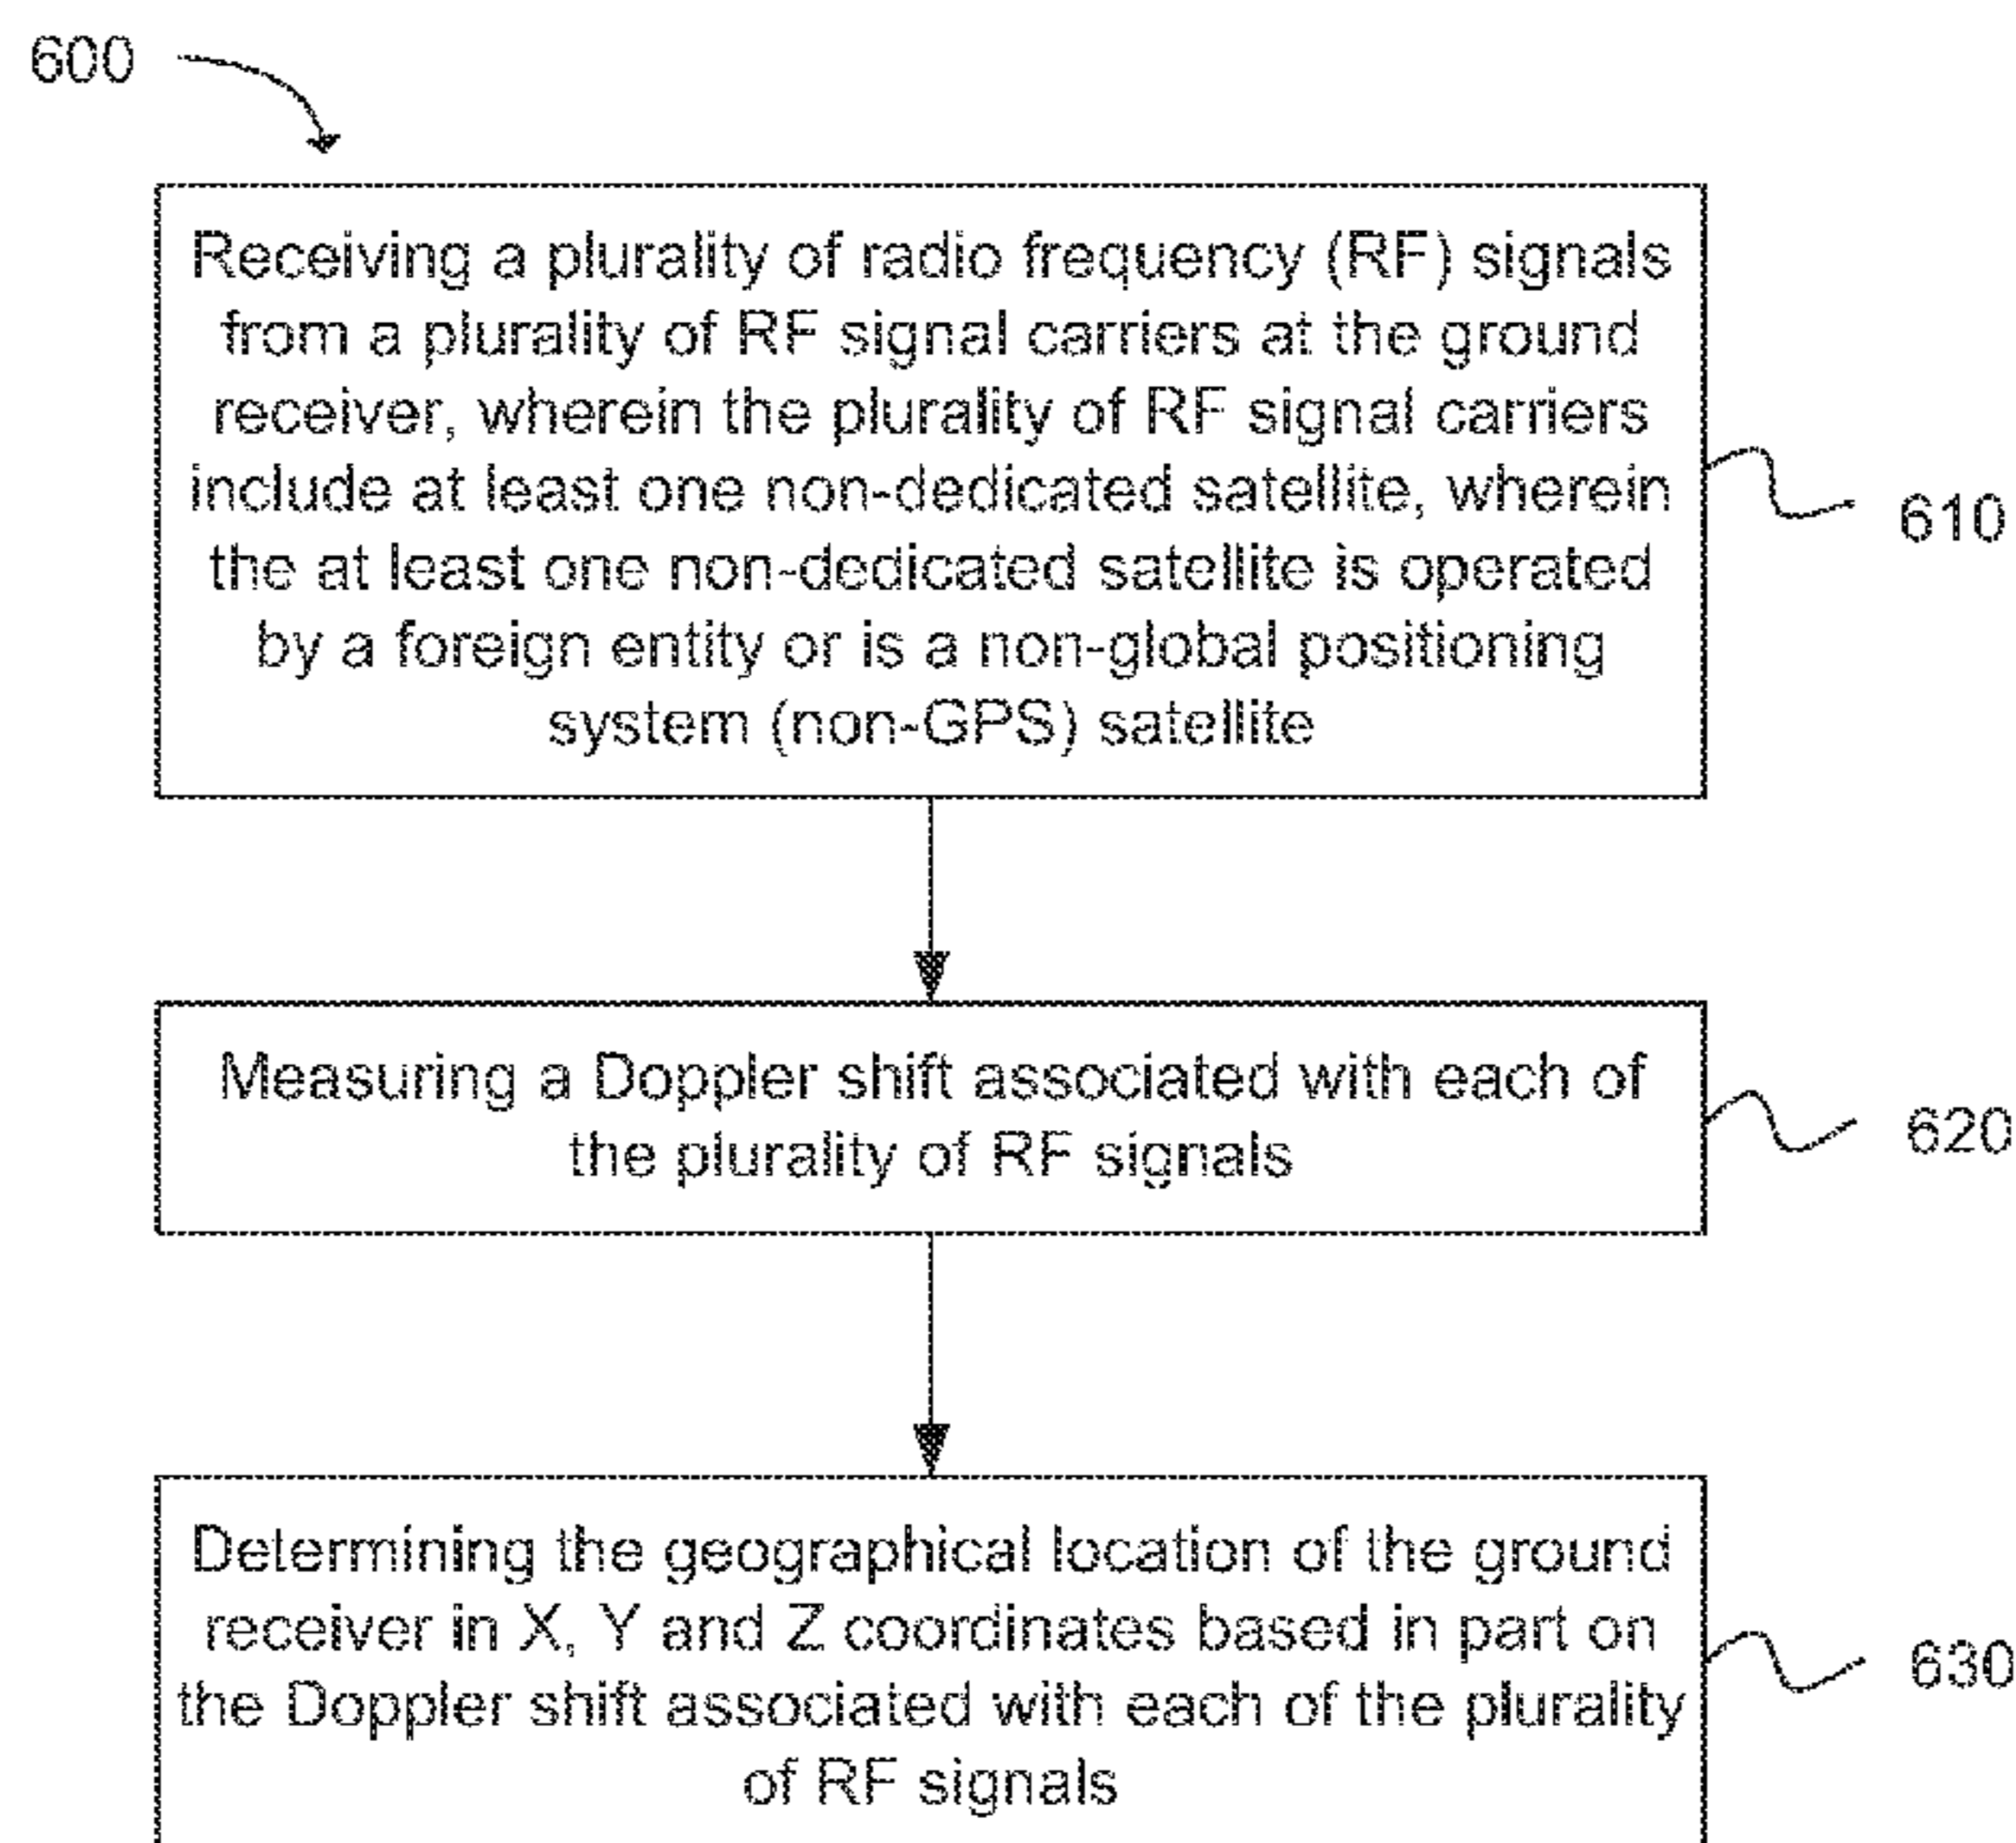 600
Receiving a plurality of radio frequency (RF) signals
from a plurality of RF signal carriers at the ground
receiver, wherein the plurality of RF signal carriers
include at least one non-dedicated satellite, wherein
the at least one non-dedicated satellite is operated
by a foreign entity or is a non-global positioning
system (non-GPS) satellite
610
Measuring a Doppler shift associated with each of
the plurality of RF signals
620
Determining the geographical location of the ground
receiver in X, Y and Z coordinates based in part on
the Doppler shift associated with each of the plurality
of RF signals
630